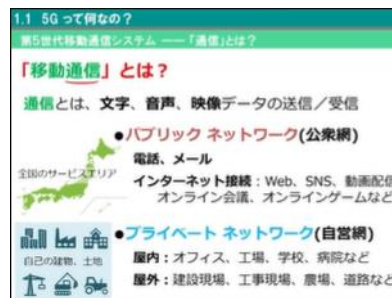 1.1 5G って何なの？
第5世代移動通信システム ――「通信」とは？
「移動通信」とは？
通信とは、文字、音声、映像データの送信／受信
●パブリック ネットワーク(公衆網)
電話、メール
全国のサービスエリア
インターネット接続：Web、SNS、動画配信
オンライン会議、オンラインゲームなど
●プライベート ネットワーク(自営網)
自己の建物、土地
屋内：オフィス、工場、学校、病院など
屋外：建設現場、工事現場、農場、道路など